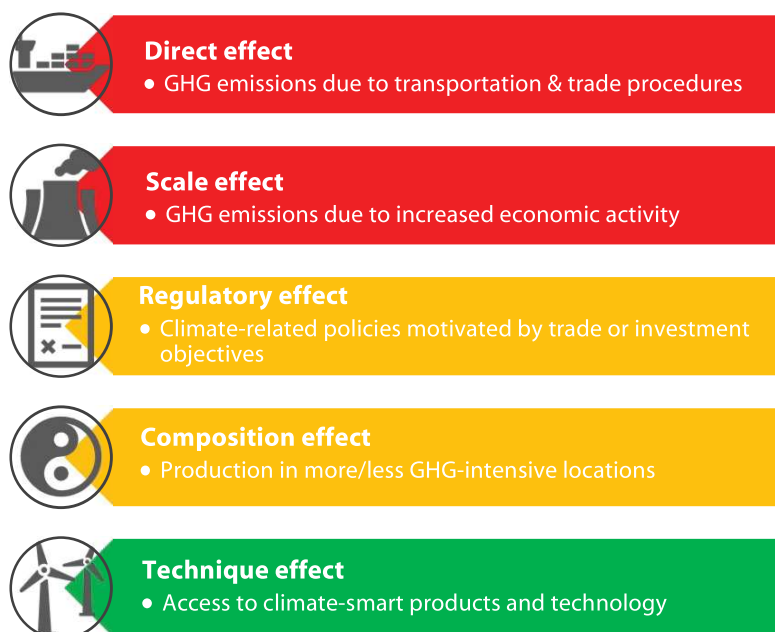 Direct effect
• GHG emissions due to transportation & trade procedures
Scale effect
• GHG emissions due to increased economic activity
Regulatory effect
• Climate-related policies motivated by trade or investment
objectives
Composition effect
• Production in more/less GHG-intensive locations
Technique effect
• Access to climate-smart products and technology